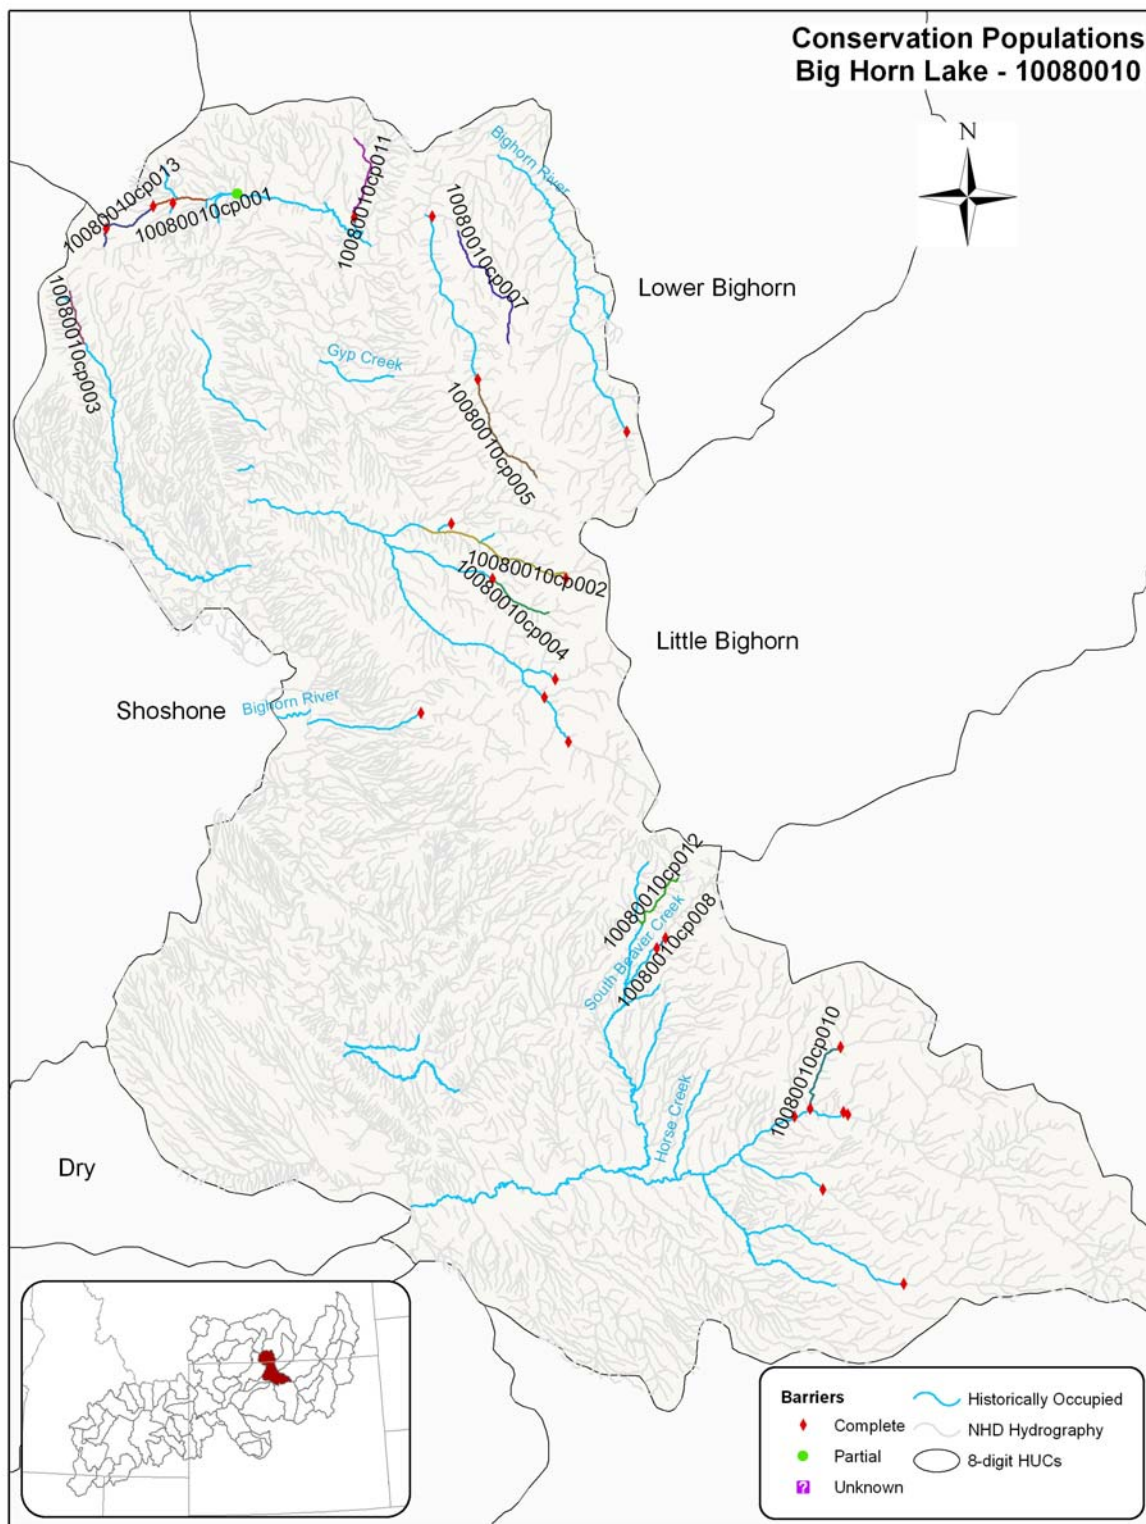 Conservation Populations
Big Horn Lake - 10080010
N
Bighorn River
10080010cp013
10080010cp001
10080010cp011
10080010cp007
Lower Bighorn
10080010cp003
Gyp Creek
10080010cp005
10080010cp002
10080010cp004
Little Bighorn
Shoshone
Bighorn River
10080010cp012
South Beaver Creek
10080010cp008
10080010cp010
Horse Creek
Dry
Barriers
Complete
Partial
?
Unknown
Historically Occupied
NHD Hydrography
8-digit HUCs